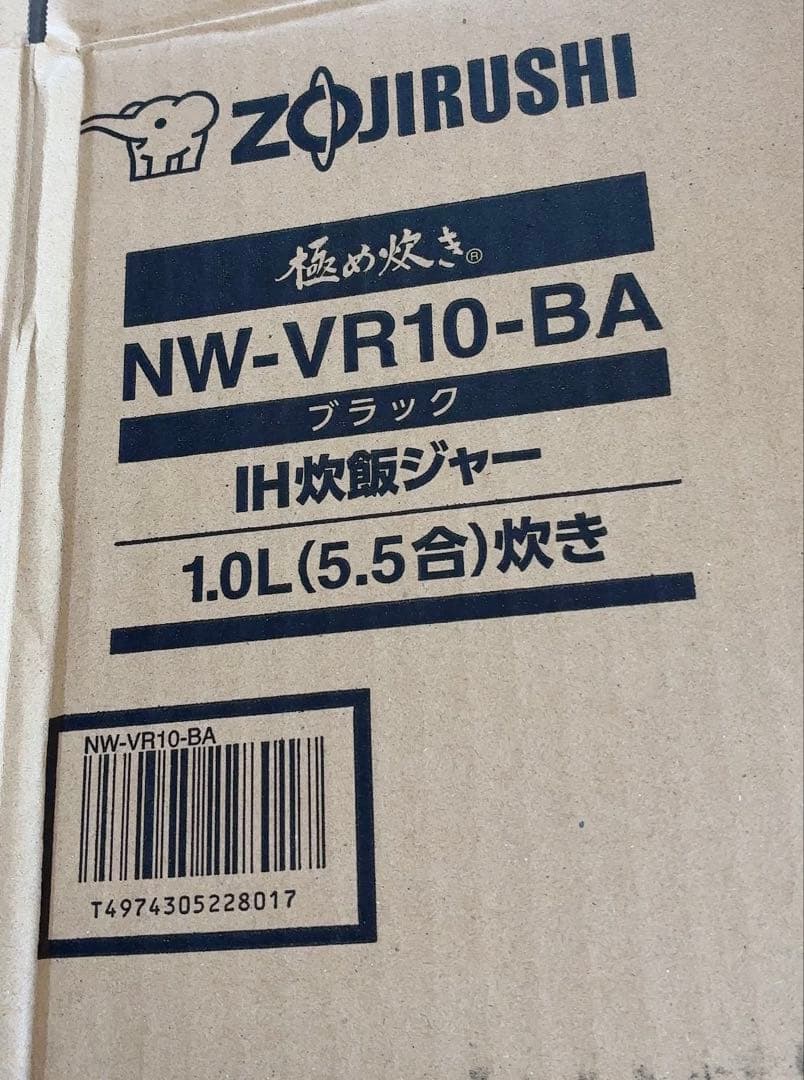 ZOJIRUSHI
極め炊き®
NW-VR10-BA
ブラック
IH炊飯ジャー
1.0L(5.5合)炊き
NW-VR10-BA
T4974305228017